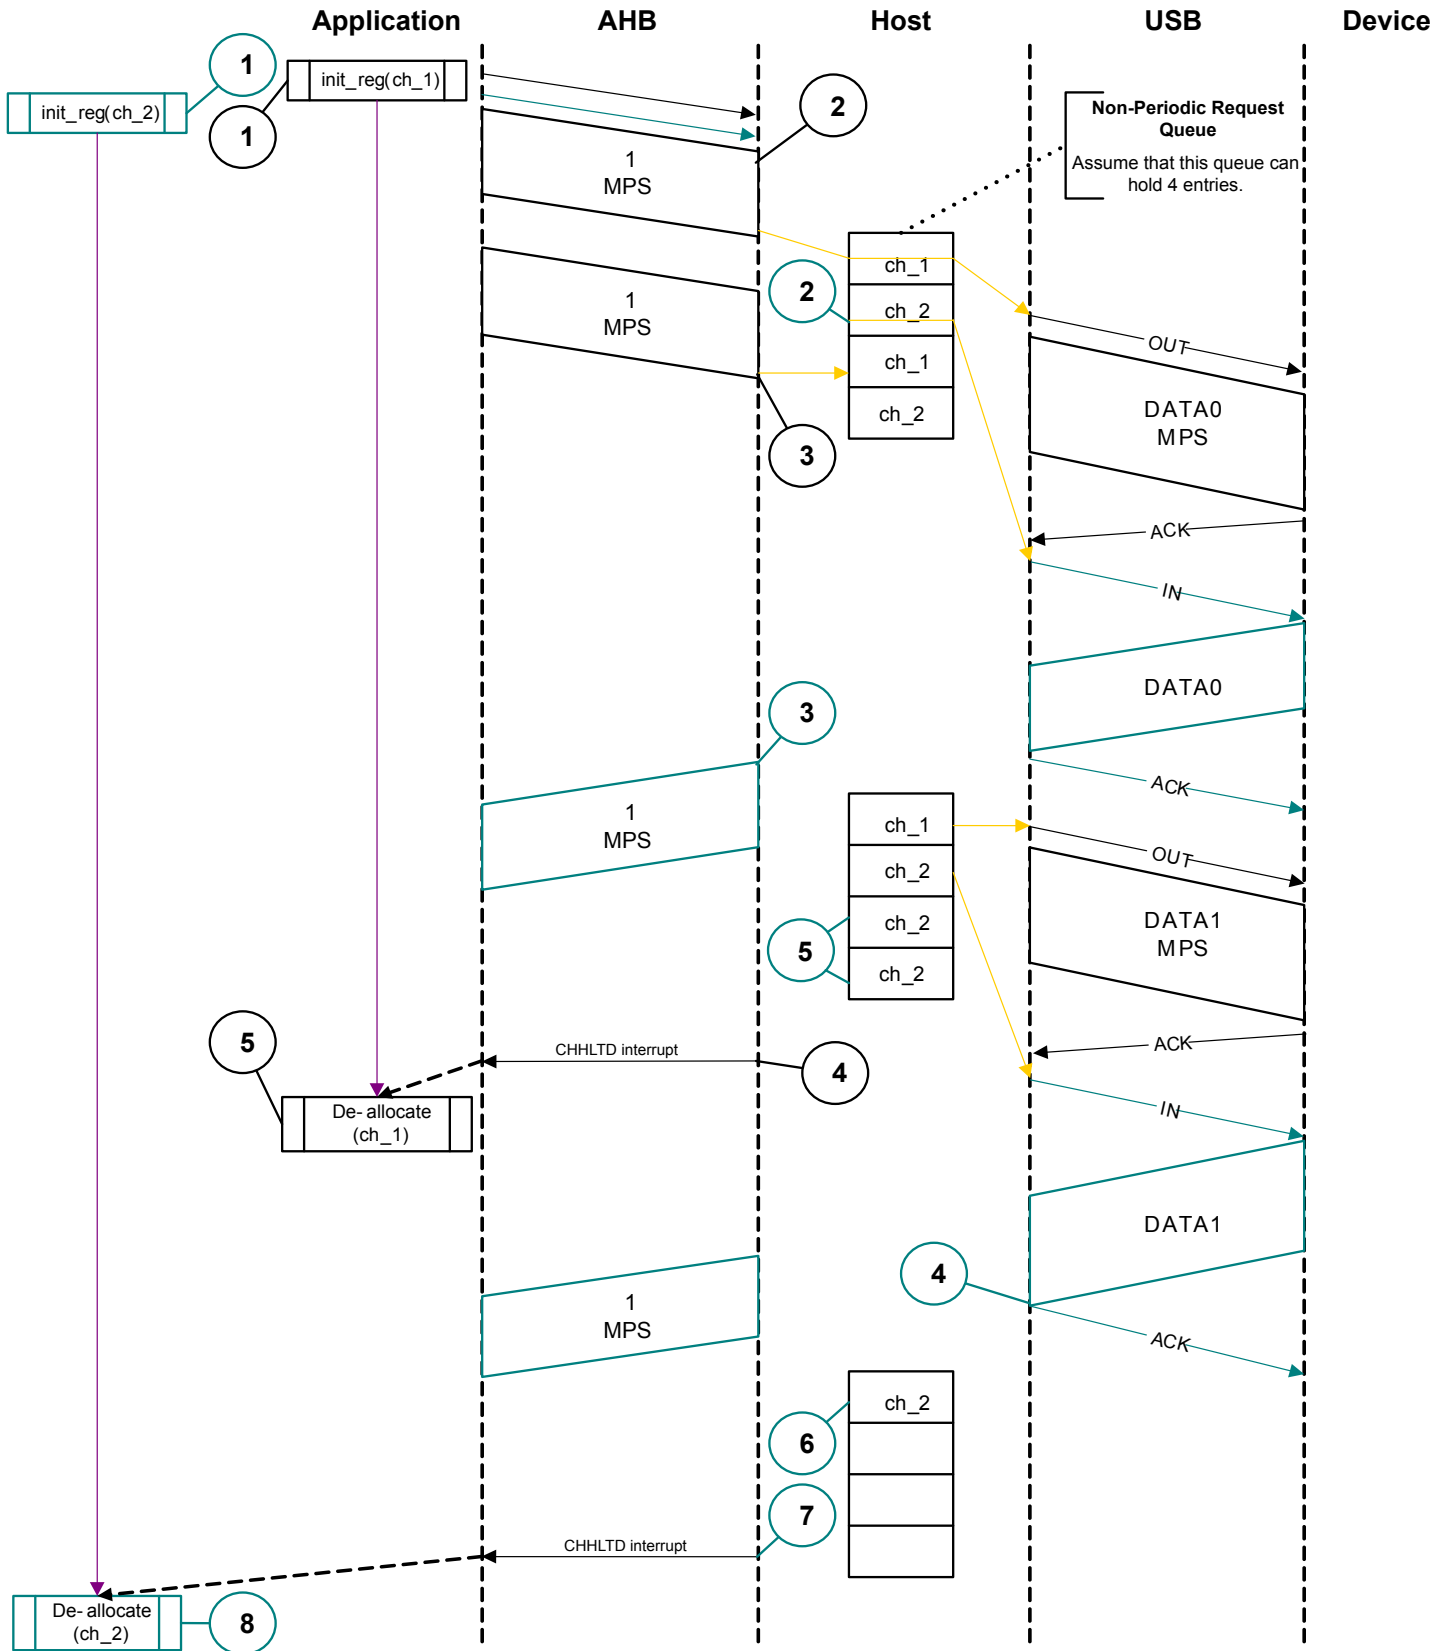 Application AHB Host USB Device
1
init_reg(ch_1)
init_reg(ch_2)
1
2
Non-Periodic Request
Queue
Assume that this queue can
hold 4 entries.
1
MPS
ch_1
2
ch_2
1
MPS
OUT
ch_1
ch_2
DATA0
MPS
3
ACK
IN
DATA0
3
ACK
1
MPS
ch_1
OUT
ch_2
ch_2
DATA1
MPS
5
ch_2
5
CHHLTD interrupt
ACK
4
De- allocate
(ch_1)
IN
DATA1
4
1
MPS
ACK
ch_2
6
7
CHHLTD interrupt
De- allocate
(ch_2)
8